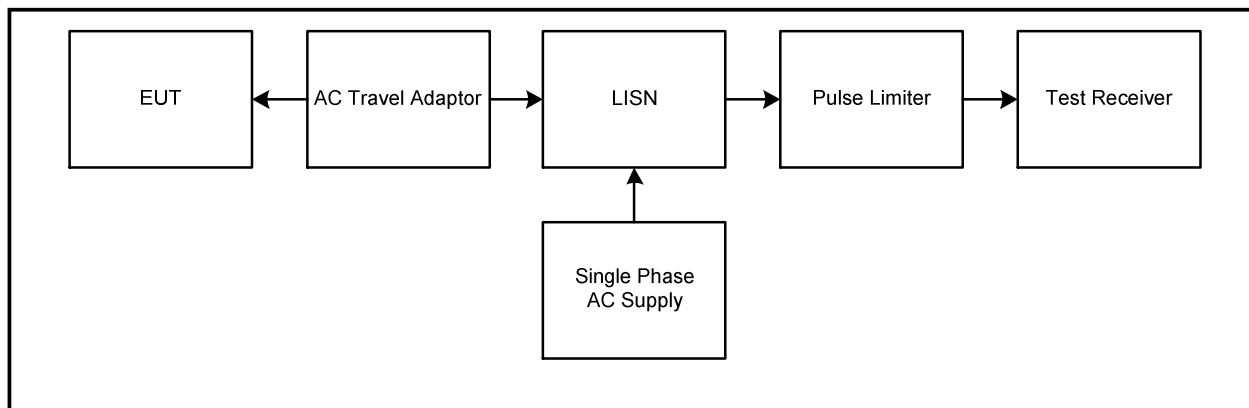 EUT
AC Travel Adaptor
LISN
Pulse Limiter
Test Receiver
Single Phase
AC Supply